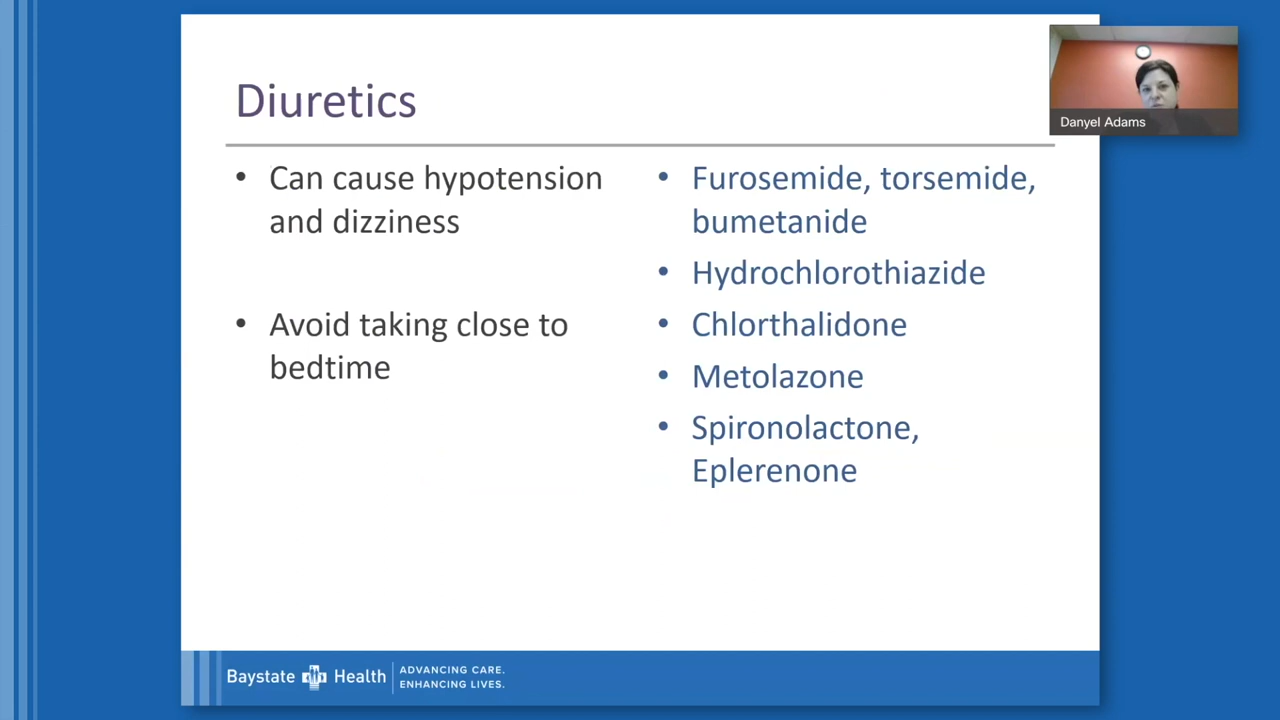 Diuretics
• Can cause hypotension
and dizziness
• Avoid taking close to
bedtime
• Furosemide, torsemide,
bumetanide
• Hydrochlorothiazide
• Chlorthalidone
• Metolazone
• Spironolactone,
Eplerenone
Danyel Adams
Baystate Health
ADVANCING CARE.
ENHANCING LIVES.